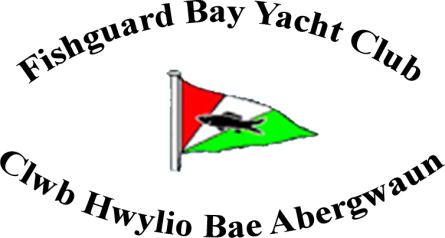 Fishguard Bay Yacht Club
Clwb Hwylio Bae Abergwaun